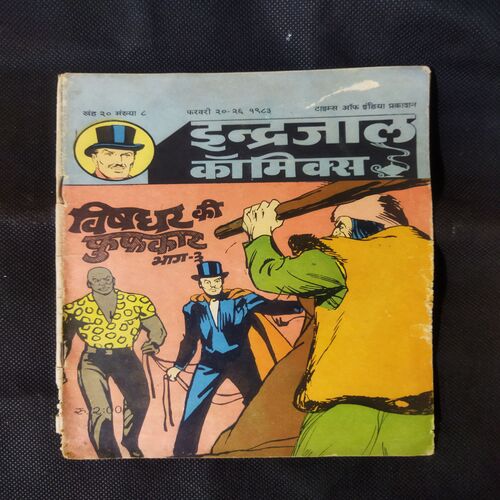 खंड २० संख्या ८
फरवरी २०-२६ १९८३
टाइम्स ऑफ इंडिया प्रकाशन
इन्द्रजाल
कॉमिक्स
विषधर की
फुफकार
भाग-३
रु. 2:00